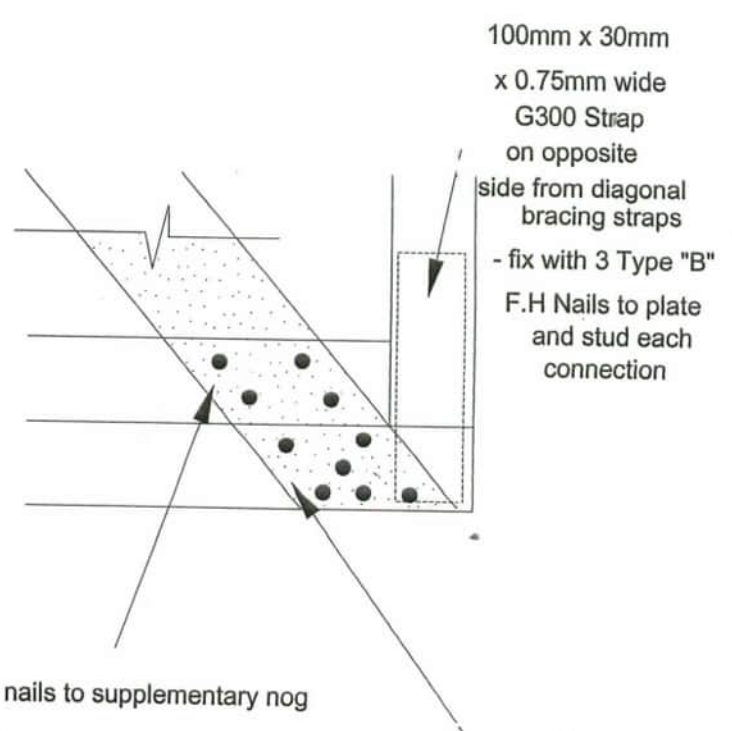 100mm x 30mm
x 0.75mm wide
G300 Strap
on opposite
side from diagonal
bracing straps
- fix with 3 Type "B"
F.H Nails to plate
and stud each
connection
nails to supplementary nog